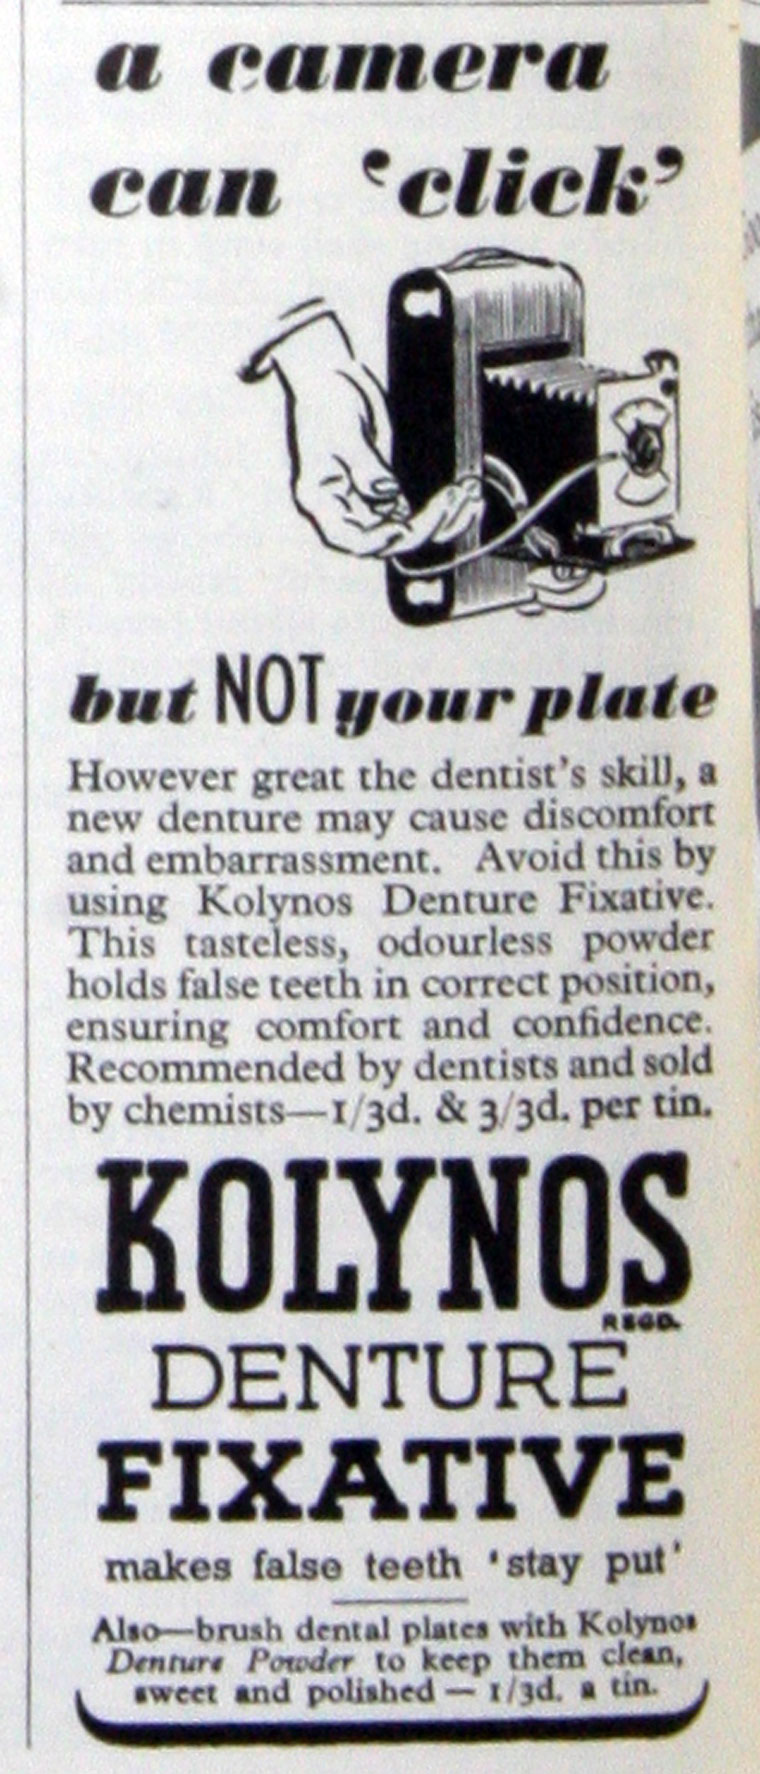 a camera
can ‘click’
but NOT your plate
However great the dentist's skill, a
new denture may cause discomfort
and embarrassment. Avoid this by
using Kolynos Denture Fixative.
This tasteless, odourless powder
holds false teeth in correct position,
ensuring comfort and confidence.
Recommended by dentists and sold
by chemists—1/3d. & 3/3d. per tin.
KOLYNOS
REGD.
DENTURE
FIXATIVE
makes false teeth ‘stay put’
Also—brush dental plates with Kolynos
Denture Powder to keep them clean,
sweet and polished — 1/3d. a tin.